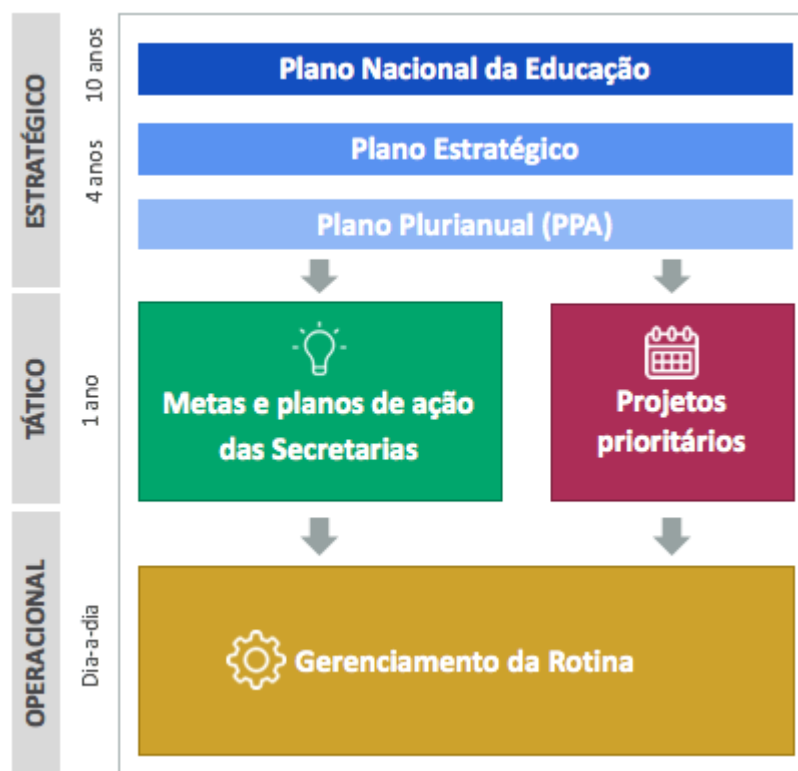 ESTRATÉGICO
10 anos
Plano Nacional da Educação
4 anos
Plano Estratégico
Plano Plurianual (PPA)
TÁTICO
1 ano
Metas e planos de ação
das Secretarias
Projetos
prioritários
OPERACIONAL
Dia-a-dia
Gerenciamento da Rotina